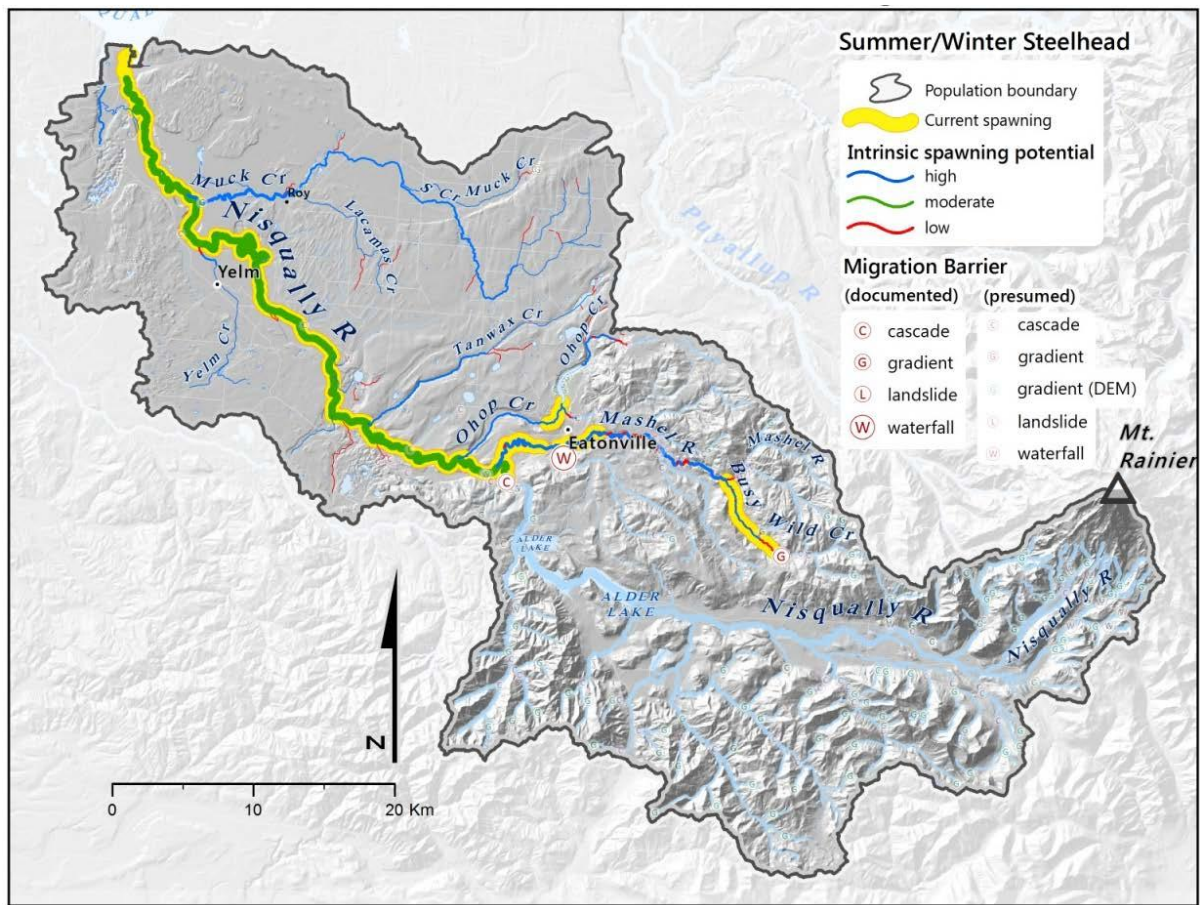 Summer/Winter Steelhead
Population boundary
Current spawning
Intrinsic spawning potential
high
moderate
low
Migration Barrier
(documented)
(presumed)
C cascade
G gradient
L landslide
W waterfall
C cascade
G gradient
G gradient (DEM)
L landslide
W waterfall
Muck Cr
Roy
S Cr Muck Cr
Lacamas Cr
Nisqually R
Puyallup R
Yelm
Yelm Cr
Tanwax Cr
Ohop Cr
Ohop Cr
Mashel R
Eatonville
W
C
Mashel R
Busy Wild Cr
G
Mt.
Rainier
ALDER
LAKE
ALDER
LAKE
Nisqually R
Nisqually R
N
0 10 20 Km